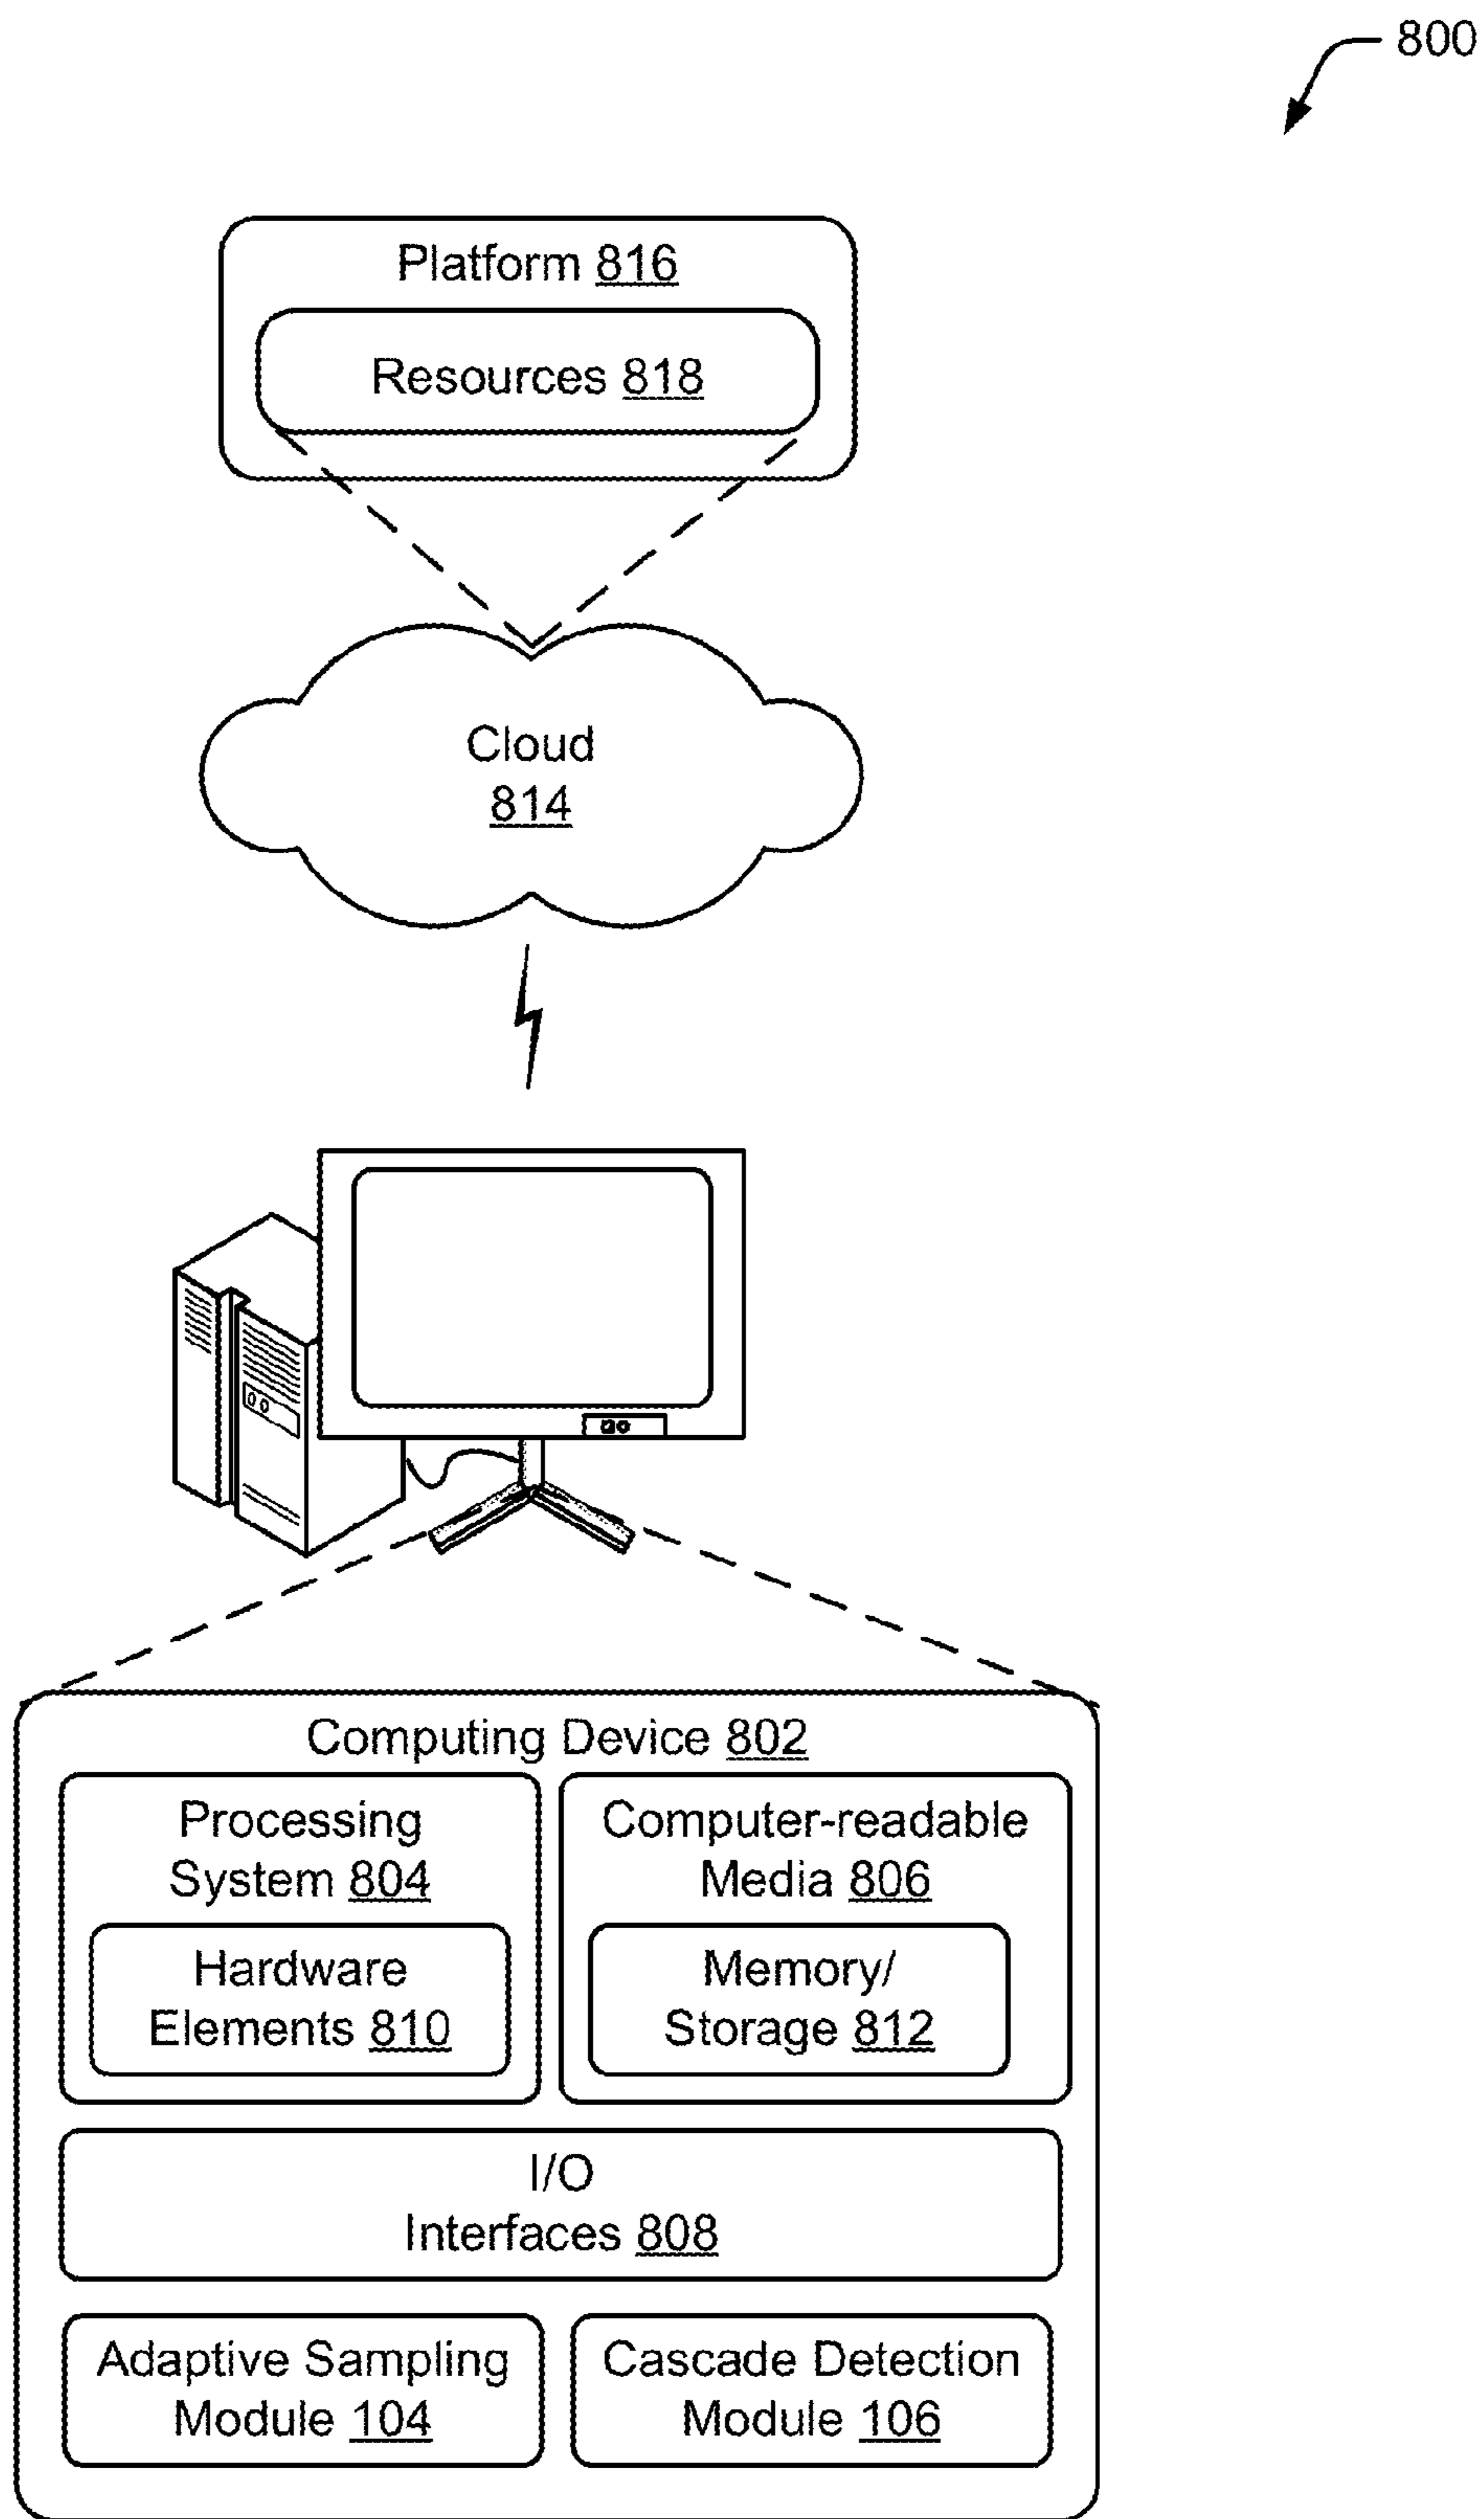 800
Platform 816
Resources 818
Cloud
814
Computing Device 802
Processing
System 804
Hardware
Elements 810
Computer-readable
Media 806
Memory/
Storage 812
I/O
Interfaces 808
Adaptive Sampling
Module 104
Cascade Detection
Module 106